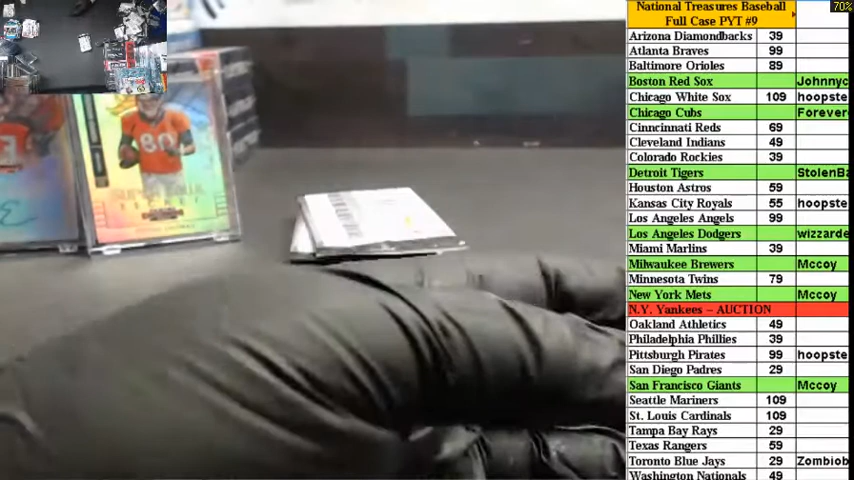 National Treasures Baseball
Full Case PYT #9
70%
Arizona Diamondbacks 39
Atlanta Braves 99
Baltimore Orioles 89
Boston Red Sox Johnnyc
Chicago White Sox 109 hoopste
Chicago Cubs Forever
Cinncinnati Reds 69
Cleveland Indians 49
Colorado Rockies 39
Detroit Tigers StolenBa
Houston Astros 59
Kansas City Royals 55 hoopste
Los Angeles Angels 99
Los Angeles Dodgers wizzarde
Miami Marlins 39
Milwaukee Brewers Mccoy
Minnesota Twins 79
New York Mets Mccoy
N.Y. Yankees – AUCTION
Oakland Athletics 49
Philadelphia Phillies 39
Pittsburgh Pirates 99 hoopste
San Diego Padres 29
San Francisco Giants Mccoy
Seattle Mariners 109
St. Louis Cardinals 109
Tampa Bay Rays 29
Texas Rangers 59
Toronto Blue Jays 29 Zombiob
Washington Nationals 49
80